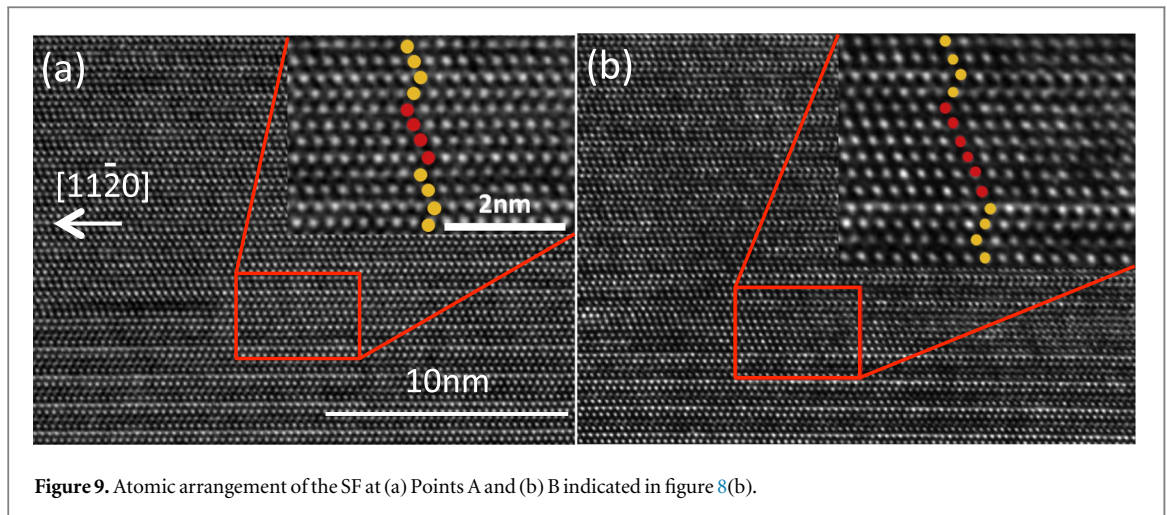 (a)
(b)
[112̄0]
2nm
10nm
Figure 9. Atomic arrangement of the SF at (a) Points A and (b) B indicated in figure 8(b).